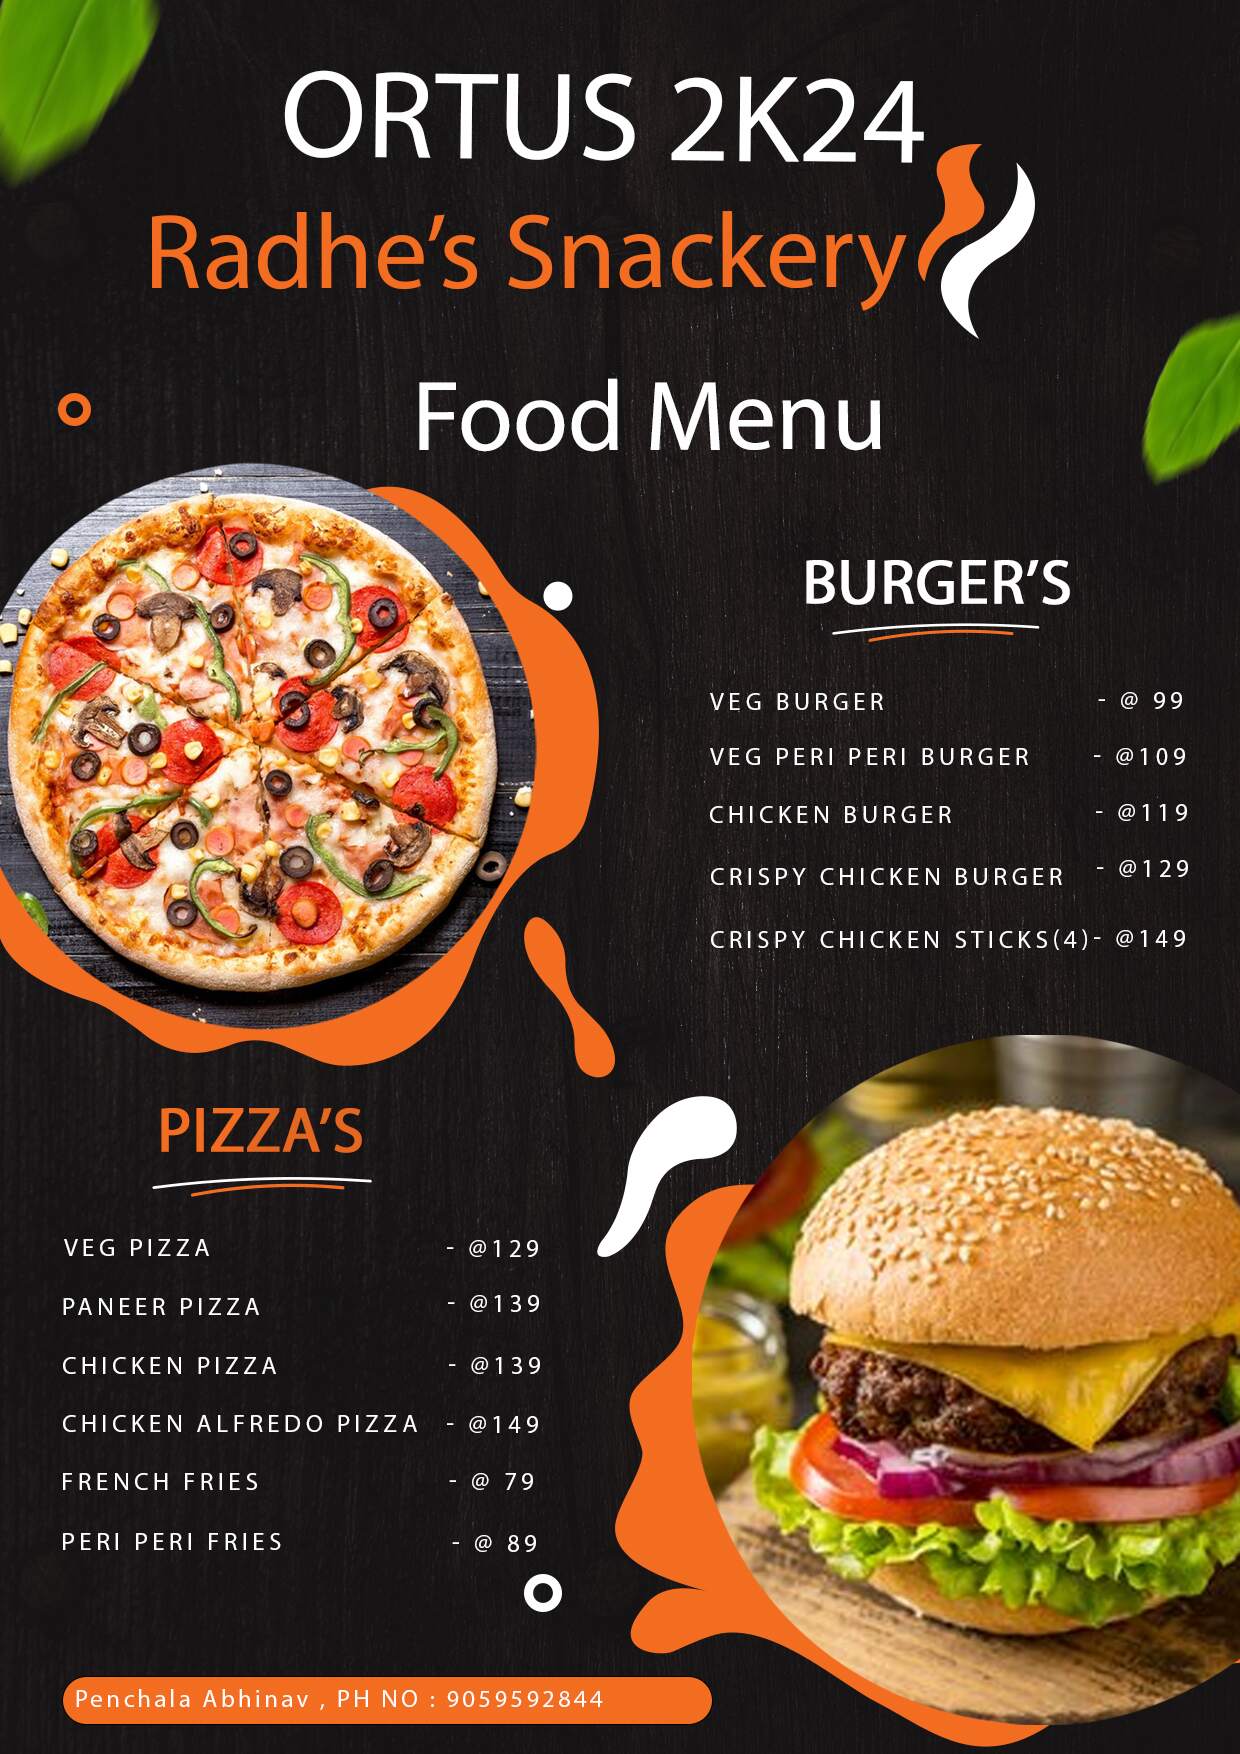 ORTUS 2K24
Radhe's Snackery
Food Menu
BURGER'S
VEG BURGER - @ 99
VEG PERI PERI BURGER - @109
CHICKEN BURGER - @119
CRISPY CHICKEN BURGER - @129
CRISPY CHICKEN STICKS(4)- @149
PIZZA'S
VEG PIZZA - @129
PANEER PIZZA - @139
CHICKEN PIZZA - @139
CHICKEN ALFREDO PIZZA - @149
FRENCH FRIES - @ 79
PERI PERI FRIES - @ 89
Penchala Abhinav , PH NO : 9059592844